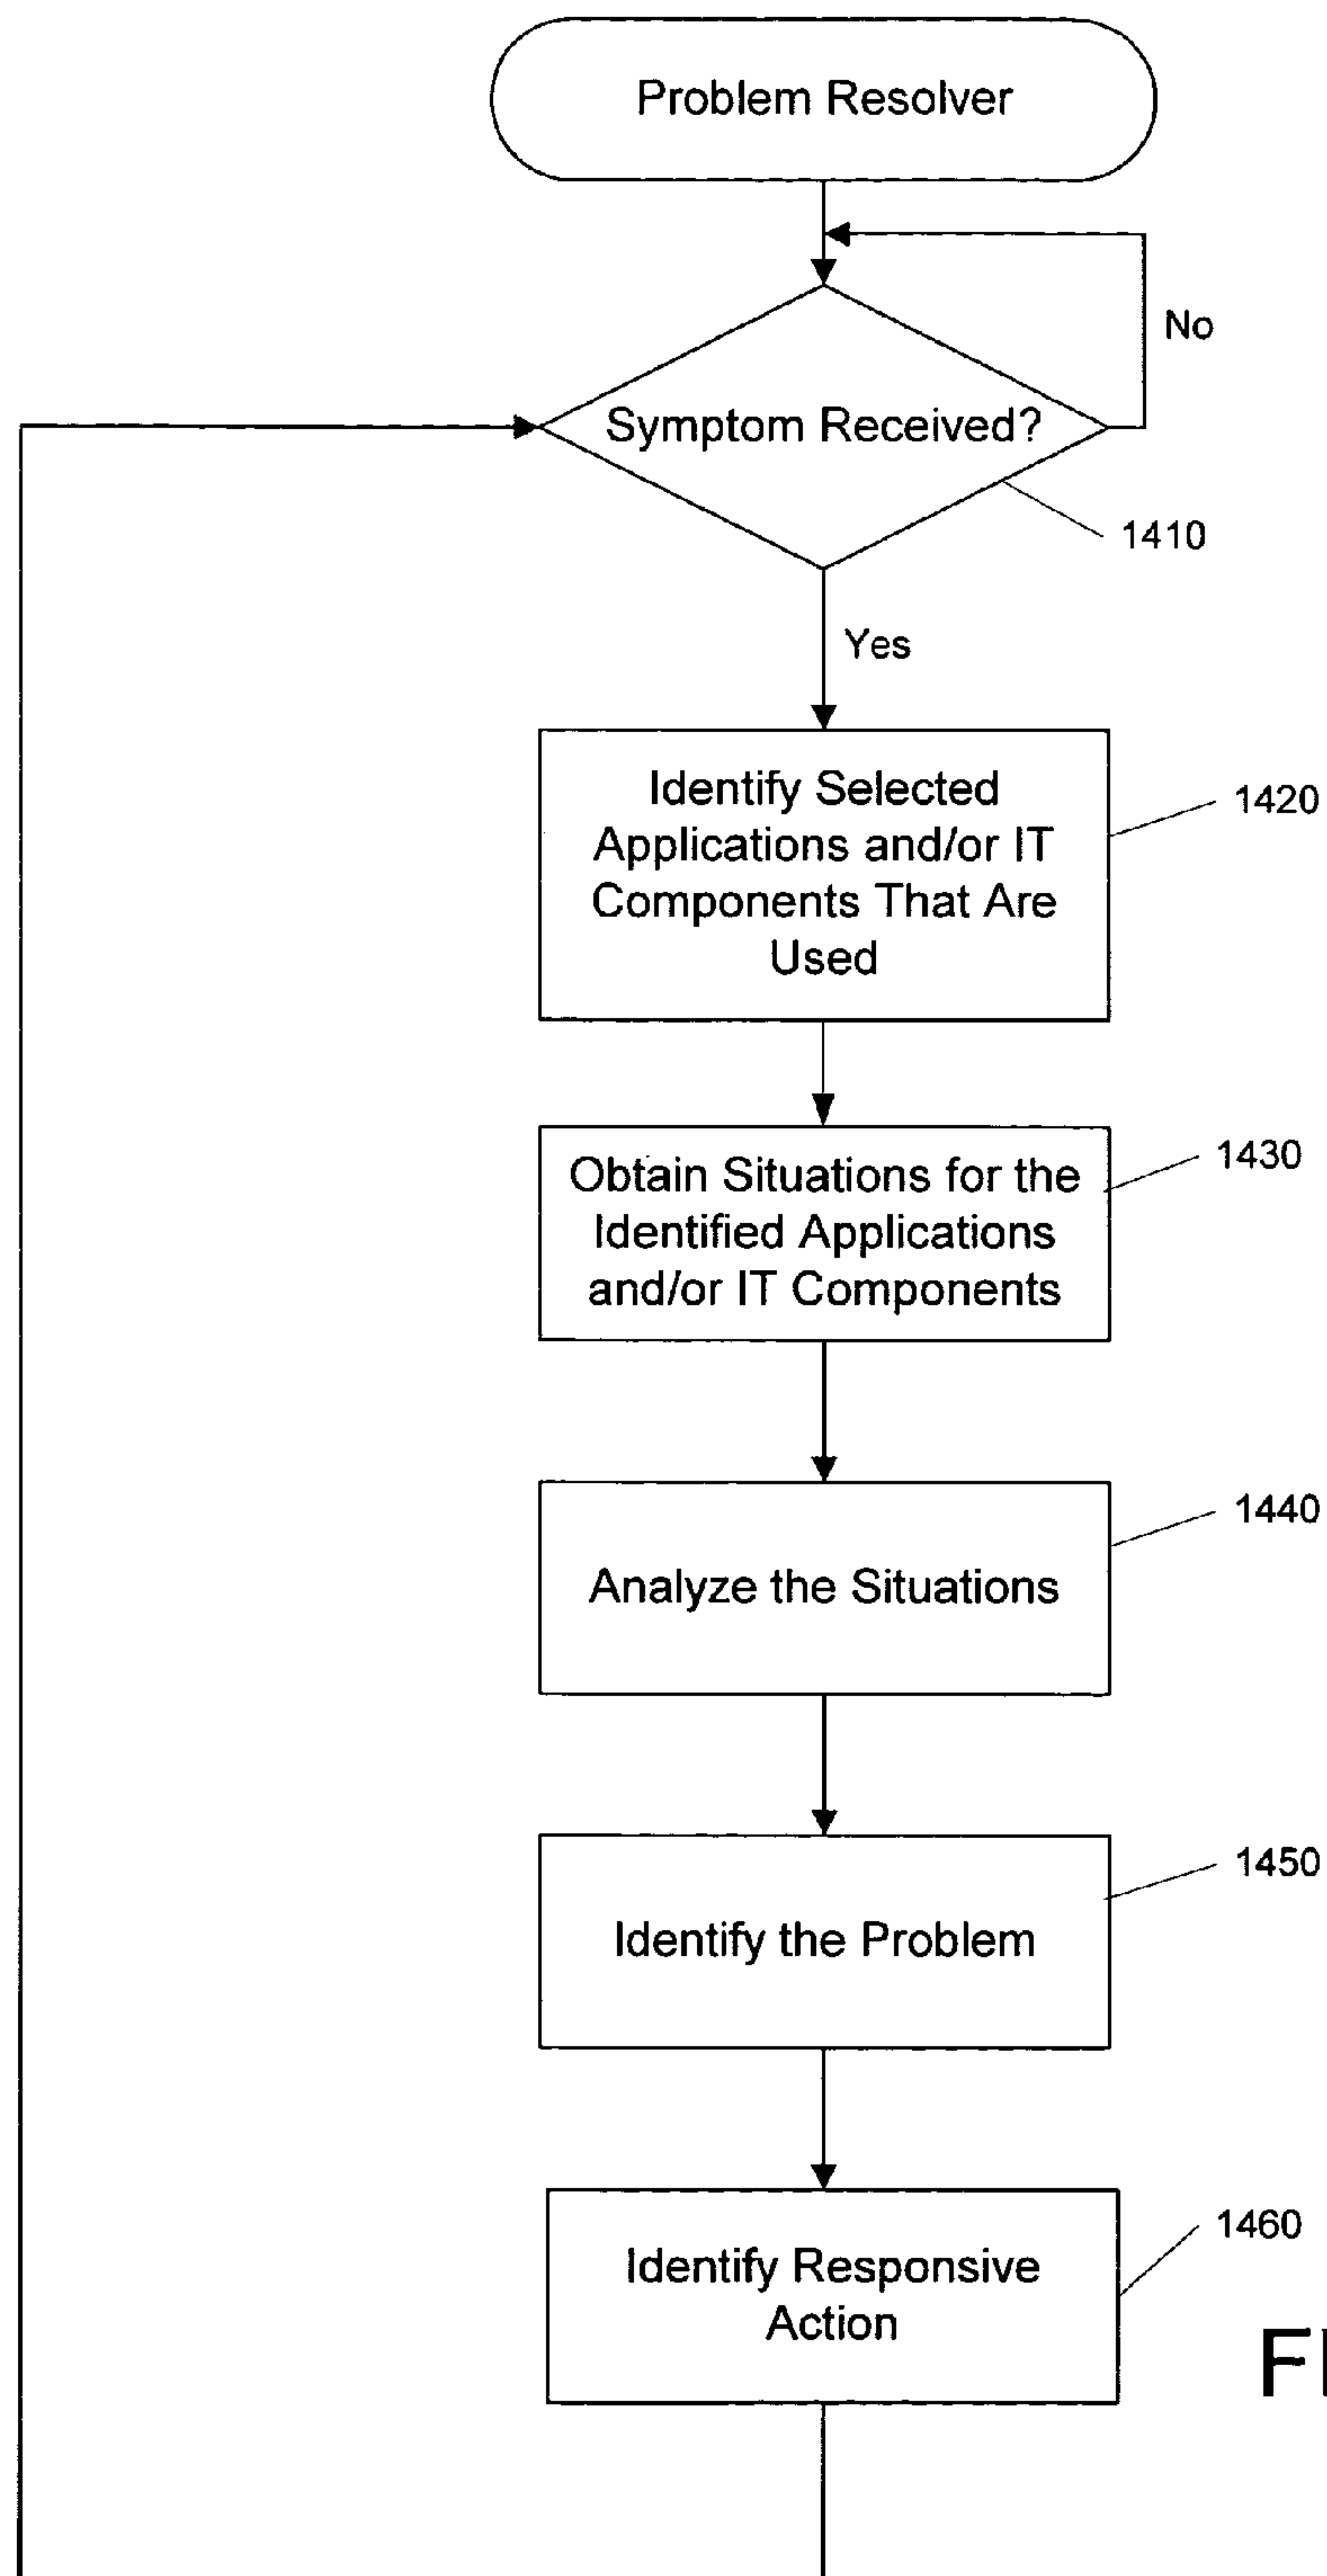 Problem Resolver
No
Symptom Received?
1410
Yes
Identify Selected
Applications and/or IT
Components That Are
Used
1420
Obtain Situations for the
Identified Applications
and/or IT Components
1430
Analyze the Situations
1440
Identify the Problem
1450
Identify Responsive
Action
1460